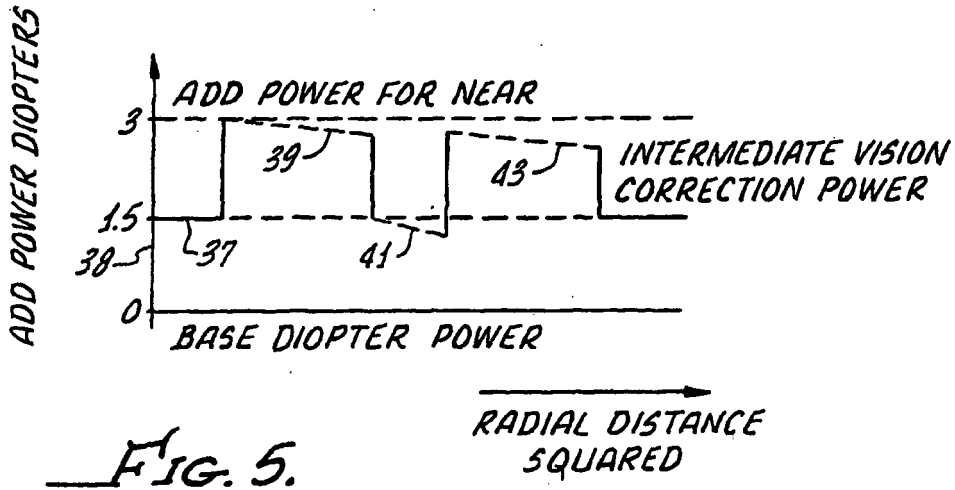 ADD POWER DIOPTERS
ADD POWER FOR NEAR
3
39
43
INTERMEDIATE VISION
CORRECTION POWER
1.5
38
37
41
0
BASE DIOPTER POWER
RADIAL DISTANCE
SQUARED
FIG. 5.